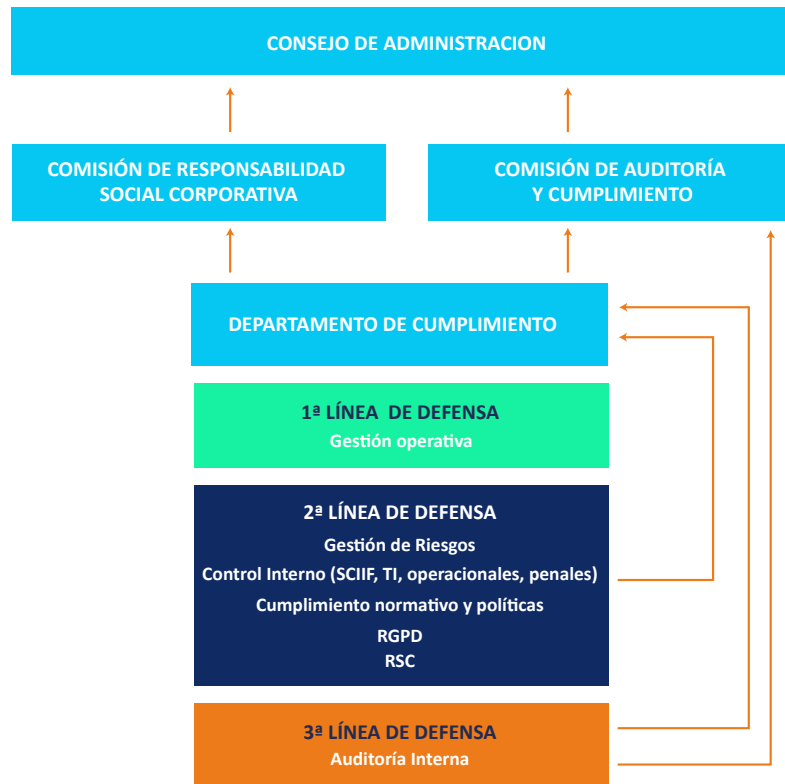 CONSEJO DE ADMINISTRACION
COMISIÓN DE RESPONSABILIDAD
SOCIAL CORPORATIVA
COMISIÓN DE AUDITORÍA
Y CUMPLIMIENTO
DEPARTAMENTO DE CUMPLIMIENTO
1ª LÍNEA DE DEFENSA
Gestión operativa
2ª LÍNEA DE DEFENSA
Gestión de Riesgos
Control Interno (SCIIF, TI, operacionales, penales)
Cumplimiento normativo y políticas
RGPD
RSC
3ª LÍNEA DE DEFENSA
Auditoría Interna